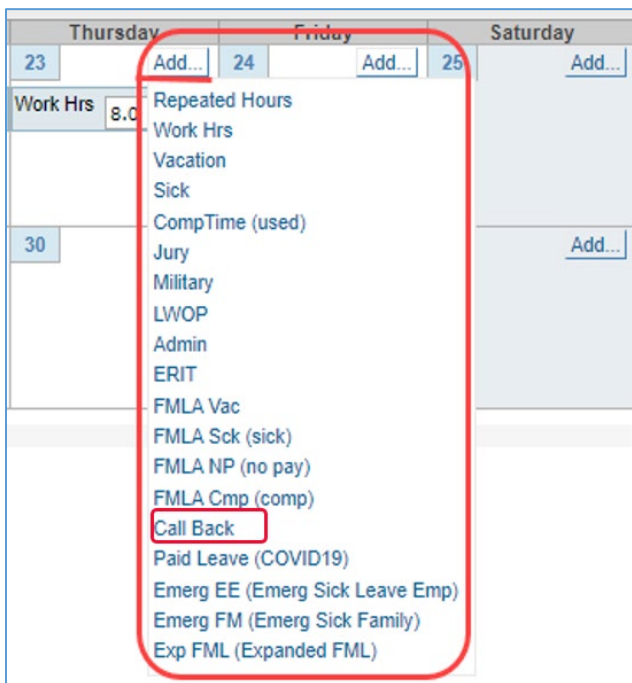 Thursday Friday Saturday
23 Add... 24 Add... 25 Add...
Work Hrs 8.0
Repeated Hours
Work Hrs
Vacation
Sick
CompTime (used)
Jury
30 Add...
Military
LWOP
Admin
ERIT
FMLA Vac
FMLA Sck (sick)
FMLA NP (no pay)
FMLA Cmp (comp)
Call Back
Paid Leave (COVID19)
Emerg EE (Emerg Sick Leave Emp)
Emerg FM (Emerg Sick Family)
Exp FML (Expanded FML)